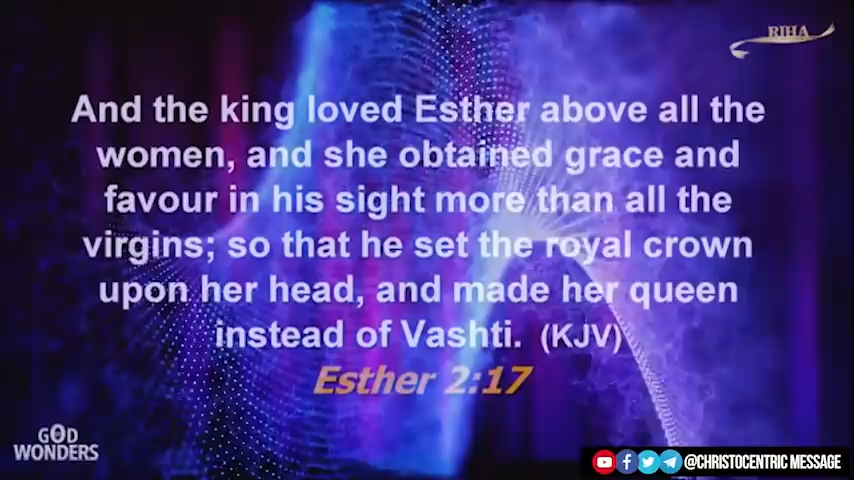 RIHA
And the king loved Esther above all the
women, and she obtained grace and
favour in his sight more than all the
virgins; so that he set the royal crown
upon her head, and made her queen
instead of Vashti. (KJV)
Esther 2:17
GOD
WONDERS
@CHRISTOCENTRIC MESSAGE